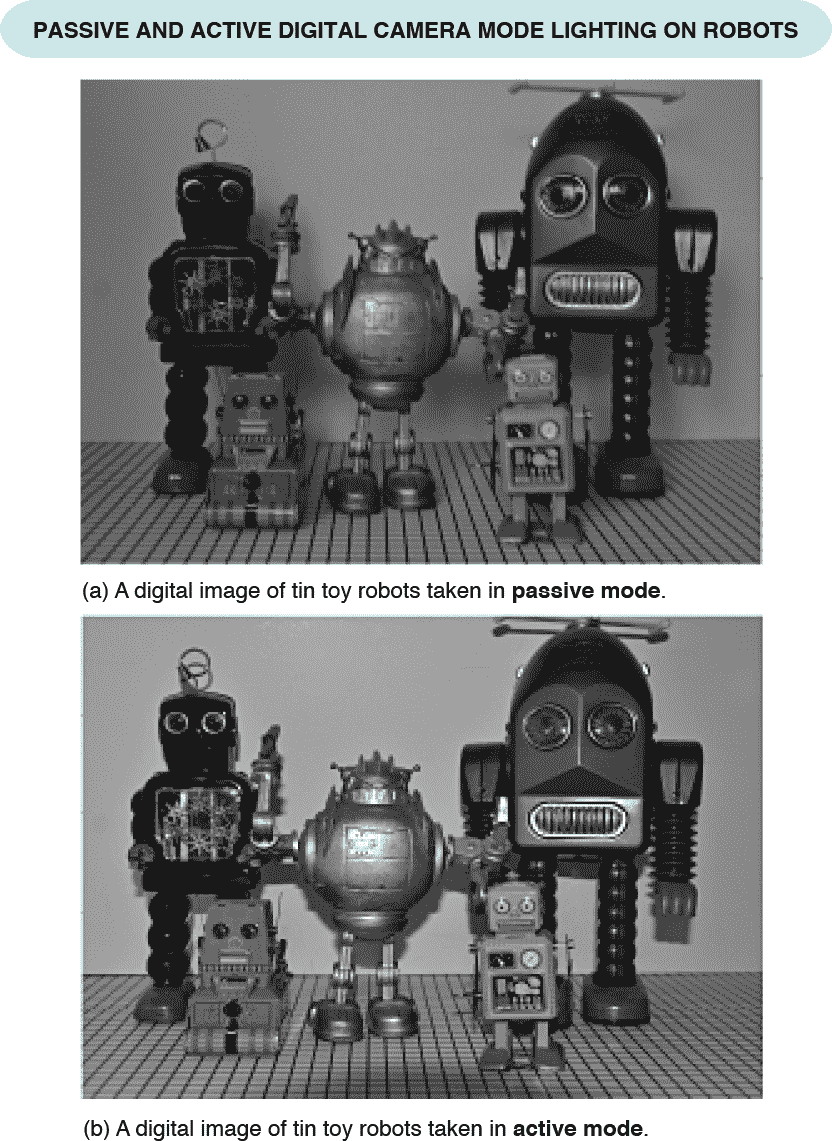 PASSIVE AND ACTIVE DIGITAL CAMERA MODE LIGHTING ON ROBOTS
(a) A digital image of tin toy robots taken in passive mode.
(b) A digital image of tin toy robots taken in active mode.